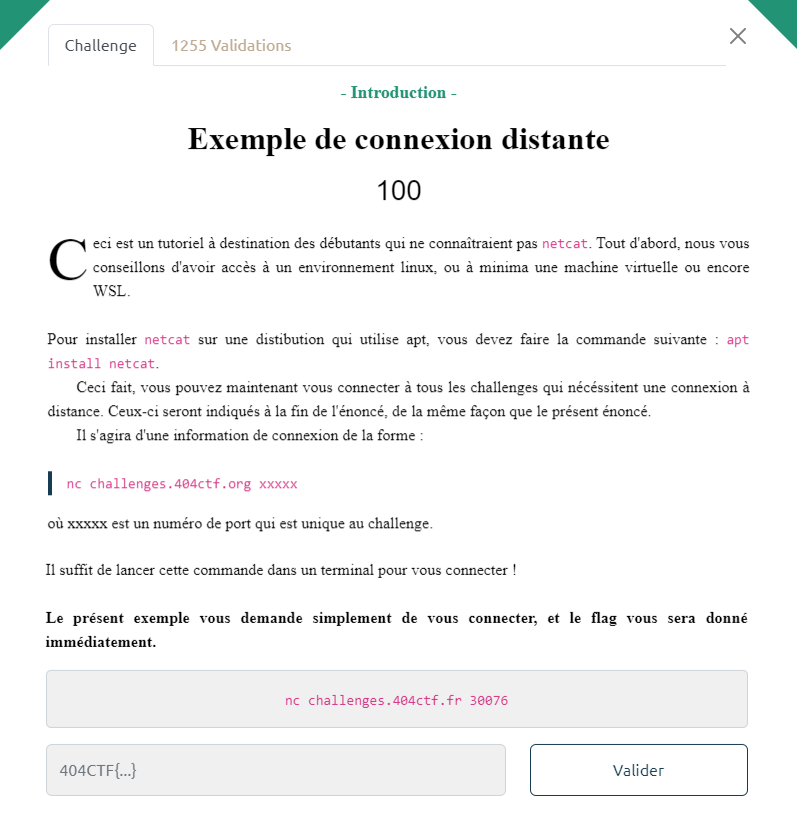 Challenge
1255 Validations
- Introduction -
Exemple de connexion distante
100
Ceci est un tutoriel à destination des débutants qui ne connaîtraient pas netcat. Tout d'abord, nous vous
conseillons d'avoir accès à un environnement linux, ou à minima une machine virtuelle ou encore
WSL.
Pour installer netcat sur une distibution qui utilise apt, vous devez faire la commande suivante : apt
install netcat.
Ceci fait, vous pouvez maintenant vous connecter à tous les challenges qui nécéssitent une connexion à
distance. Ceux-ci seront indiqués à la fin de l'énoncé, de la même façon que le présent énoncé.
Il s'agira d'une information de connexion de la forme :
nc challenges.404ctf.org xxxxx
où xxxxx est un numéro de port qui est unique au challenge.
Il suffit de lancer cette commande dans un terminal pour vous connecter !
Le présent exemple vous demande simplement de vous connecter, et le flag vous sera donné
immédiatement.
nc challenges.404ctf.fr 30076
404CTF{...}
Valider